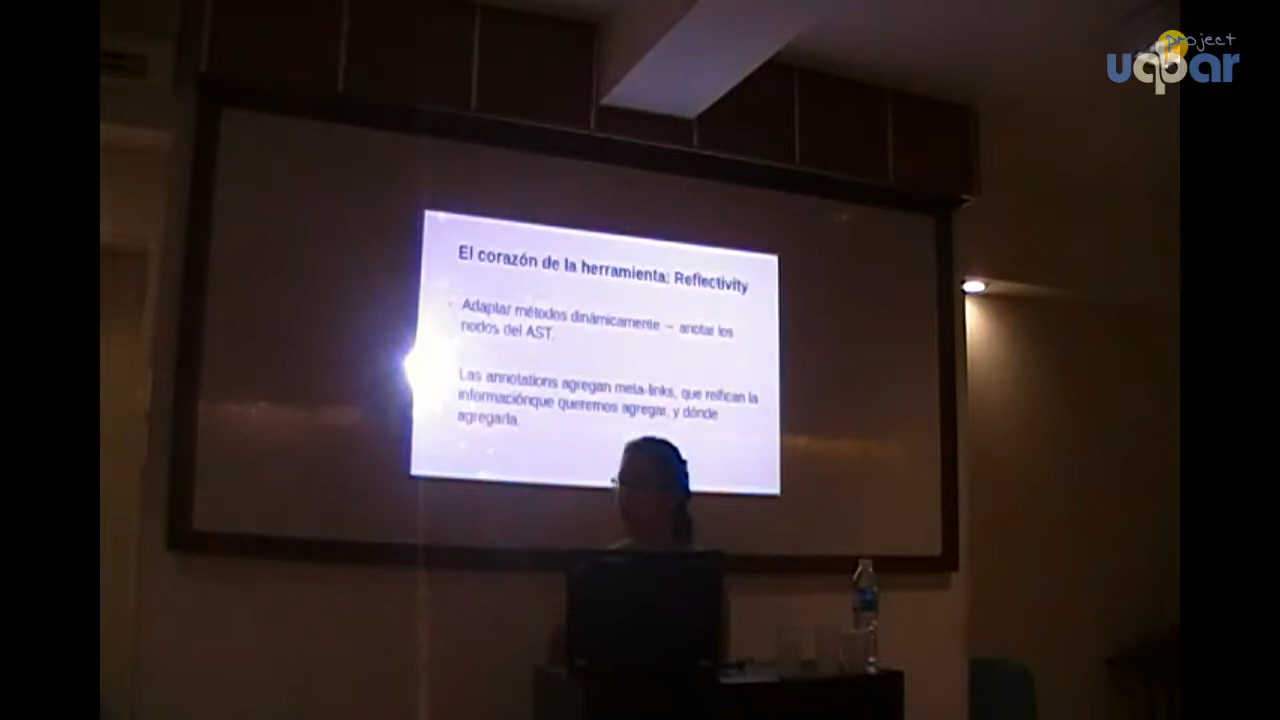 project
uqbar
El corazón de la herramienta: Reflectivity
Adaptar métodos dinámicamente → anotar los
nodos del AST.
Las annotations agregan meta-links, que reifican la
informaciónque queremos agregar, y dónde
agregarla.